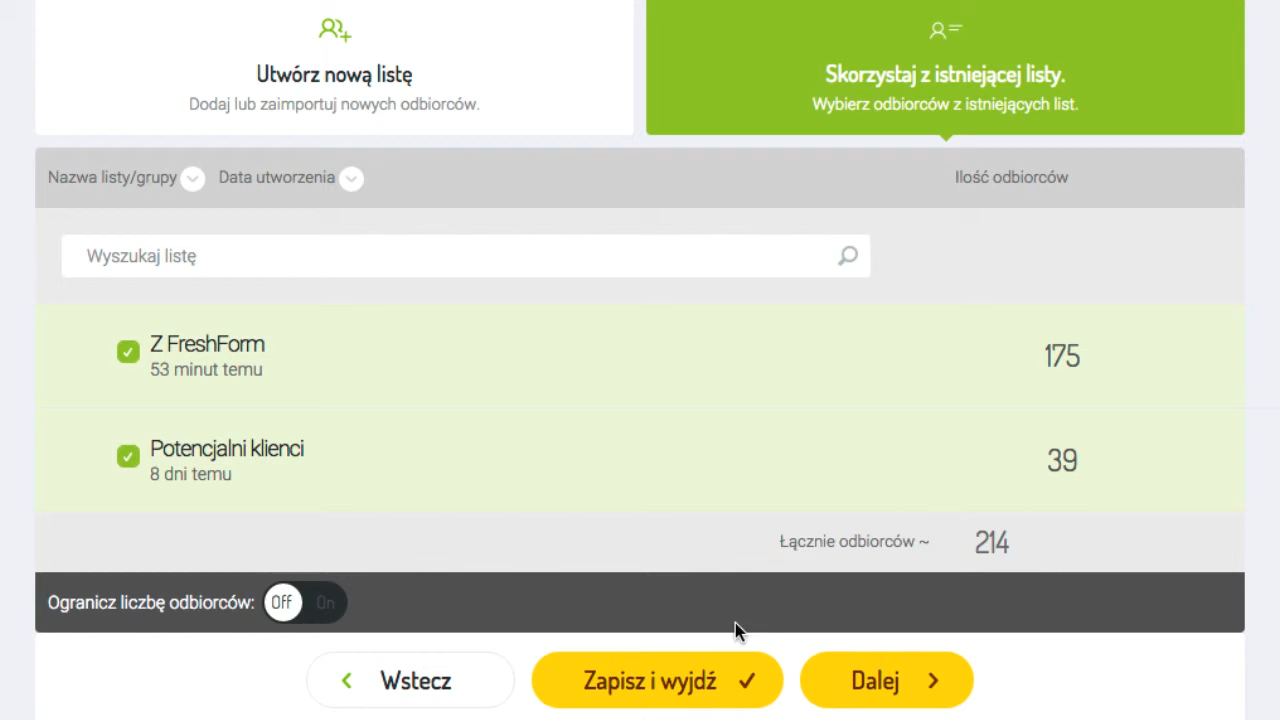 Utwórz nową listę
Dodaj lub zaimportuj nowych odbiorców.
Skorzystaj z istniejącej listy.
Wybierz odbiorców z istniejących list.
Nazwa listy/grupy Data utworzenia Ilość odbiorców
Wyszukaj listę
Z FreshForm
53 minut temu
175
Potencjalni klienci
8 dni temu
39
Łącznie odbiorców ~ 214
Ogranicz liczbę odbiorców: Off On
Wstecz Zapisz i wyjdź Dalej